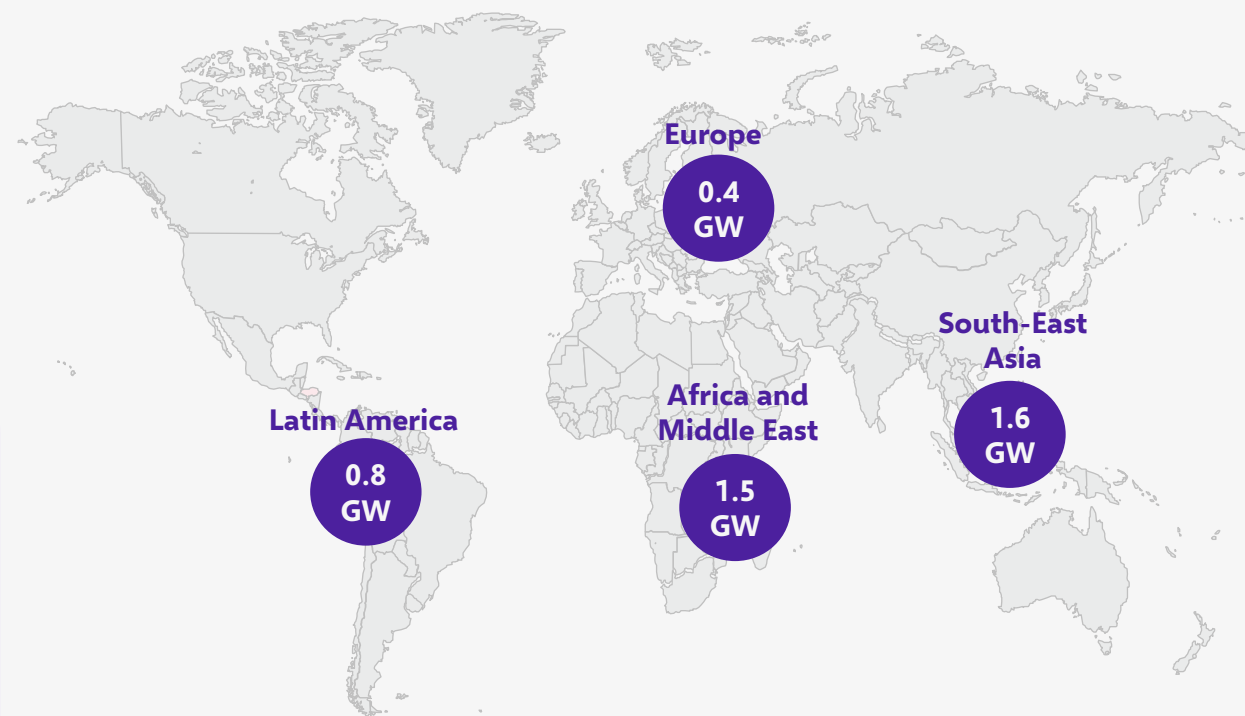 Europe
0.4
GW
South-East
Asia
1.6
GW
Africa and
Middle East
1.5
GW
Latin America
0.8
GW